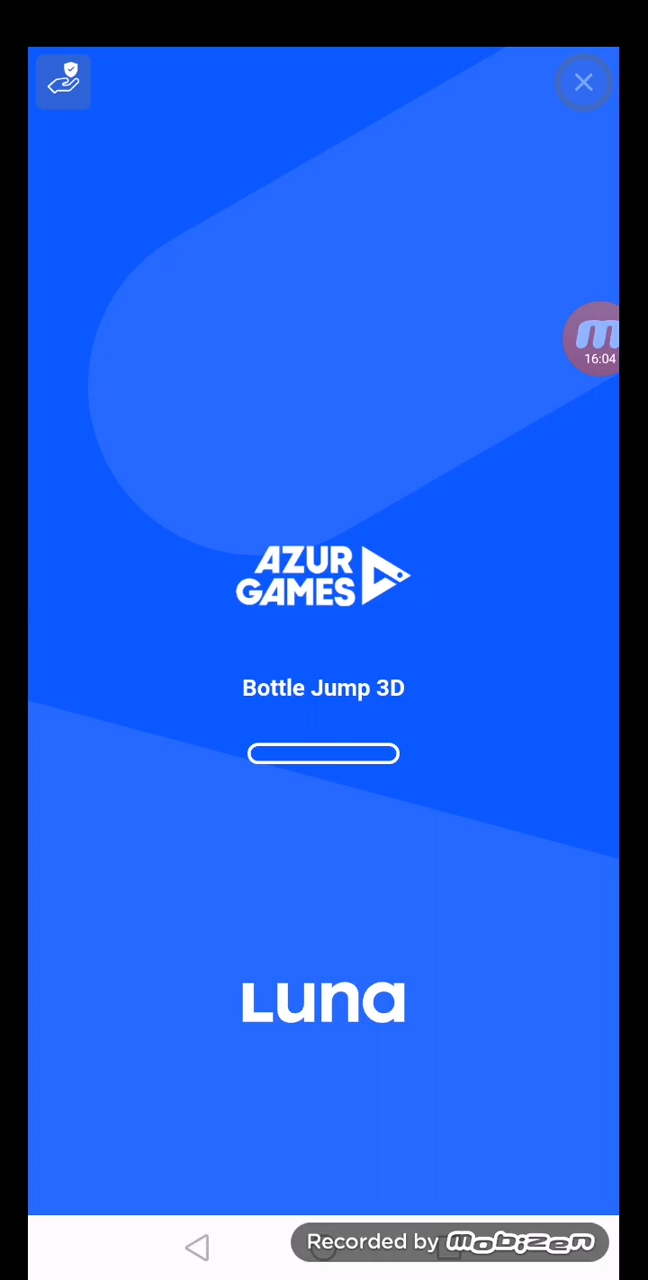 16:04
AZUR
GAMES
Bottle Jump 3D
Luna
Recorded by mobizen